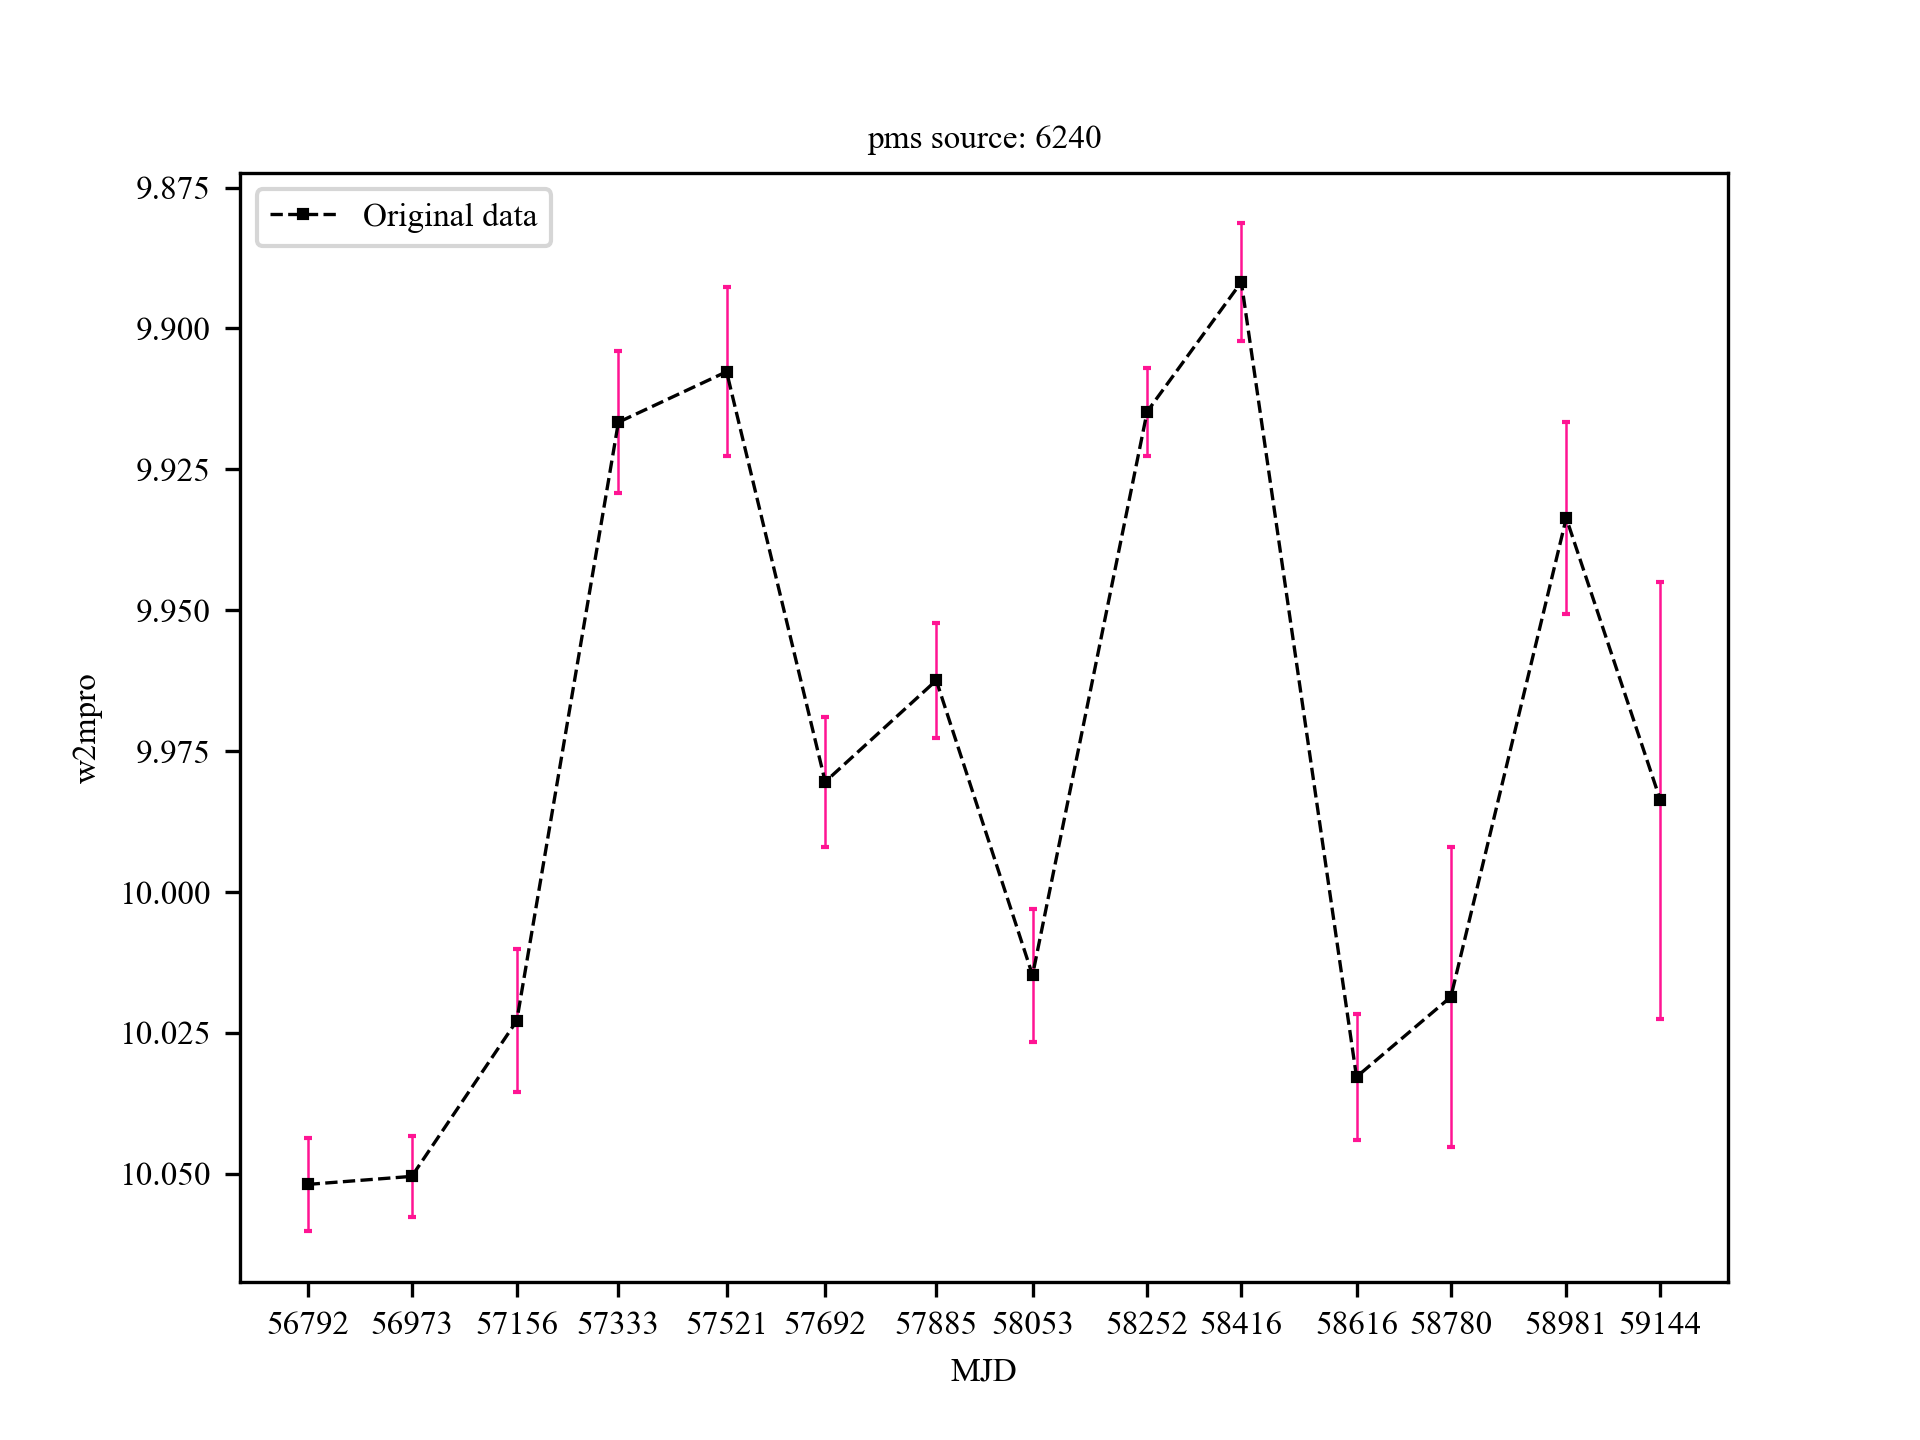 pms source: 6240
Original data
9.875
9.900
9.925
9.950
9.975
10.000
10.025
10.050
w2mpro
56792 56973 57156 57333 57521 57692 57885 58053 58252 58416 58616 58780 58981 59144
MJD